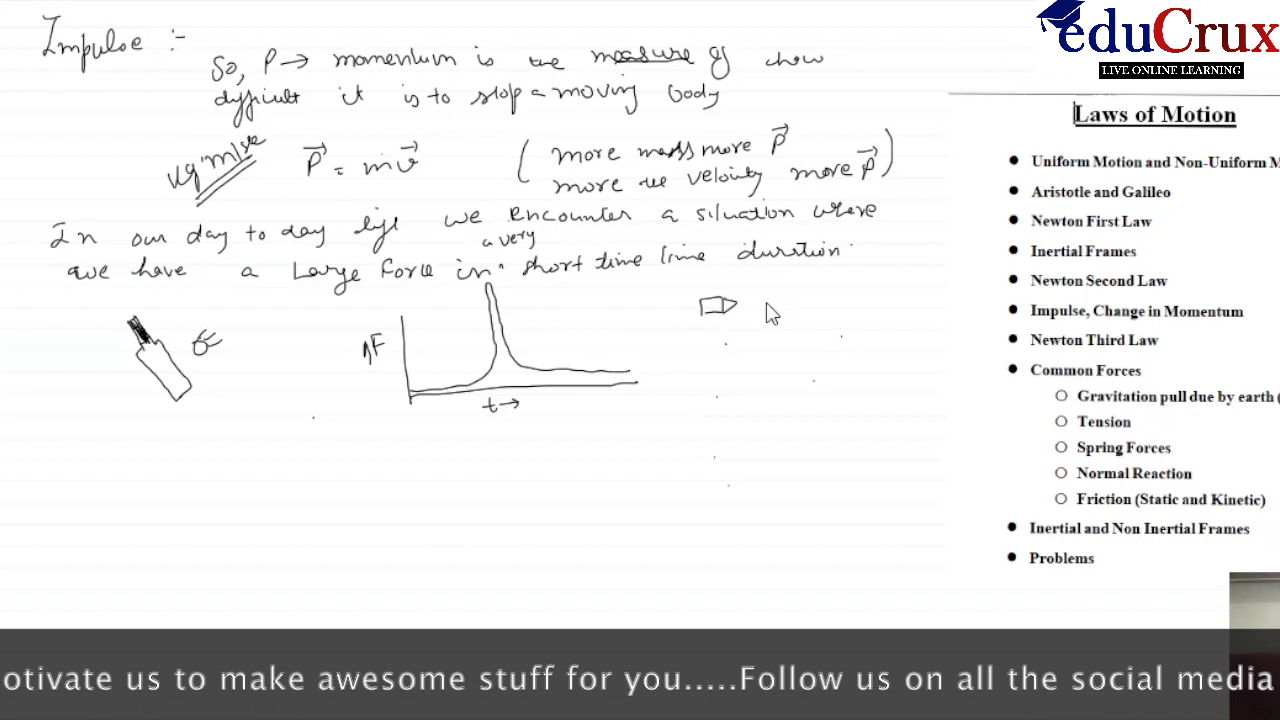 Impulse :-
So, P → momentum is the measure of how
difficult it is to stop a moving body
kg m/sec
P = mv
( more mass more P
more velocity more P )
In our day to day life we encounter a situation where
a very
we have a Large Force in short time time duration
↑F
t →
eduCrux
LIVE ONLINE LEARNING
Laws of Motion
● Uniform Motion and Non-Uniform M
● Aristotle and Galileo
● Newton First Law
● Inertial Frames
● Newton Second Law
● Impulse, Change in Momentum
● Newton Third Law
● Common Forces
○ Gravitation pull due by earth (
○ Tension
○ Spring Forces
○ Normal Reaction
○ Friction (Static and Kinetic)
● Inertial and Non Inertial Frames
● Problems
otivate us to make awesome stuff for you.....Follow us on all the social media